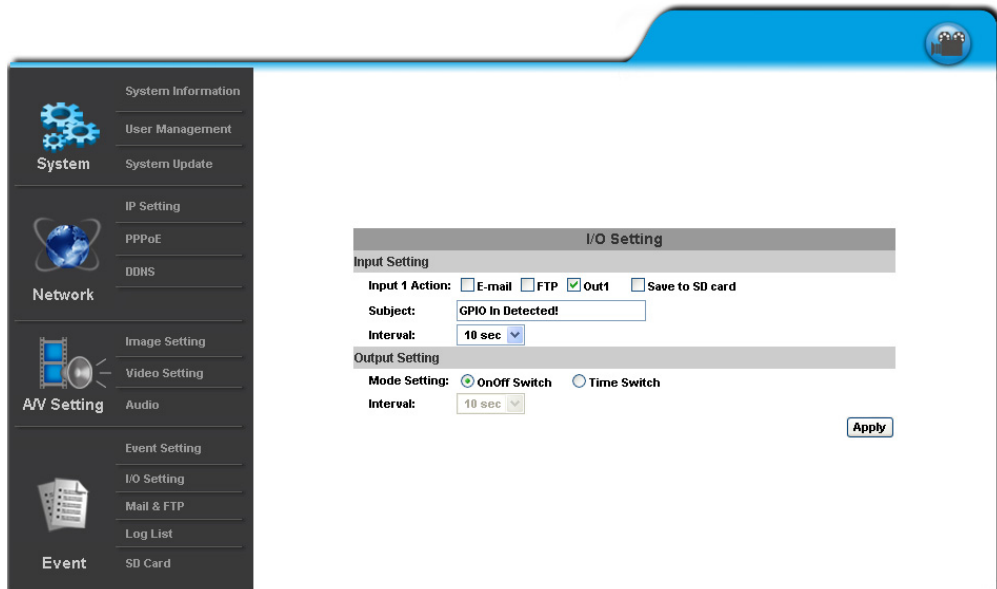 System Information
User Management
System Update
System
IP Setting
PPPoE
DDNS
Network
Image Setting
Video Setting
Audio
A/V Setting
Event Setting
I/O Setting
Mail & FTP
Log List
SD Card
Event
I/O Setting
Input Setting
Input 1 Action: E-mail FTP Out1 Save to SD card
Subject: GPIO In Detected!
Interval: 10 sec
Output Setting
Mode Setting: OnOff Switch Time Switch
Interval: 10 sec
Apply